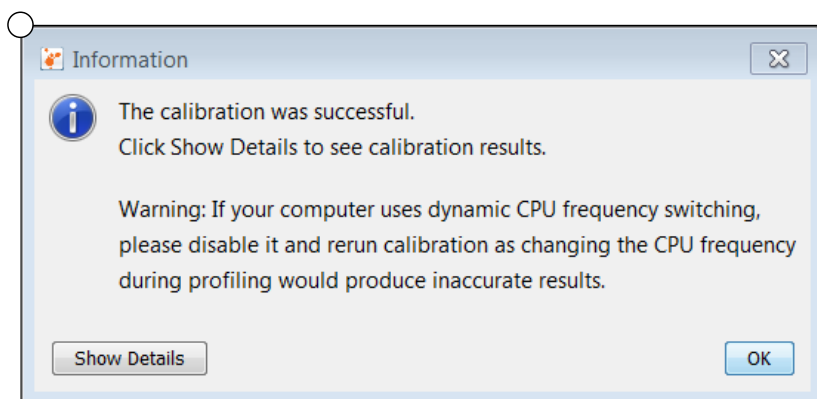 Information
The calibration was successful.
Click Show Details to see calibration results.
Warning: If your computer uses dynamic CPU frequency switching,
please disable it and rerun calibration as changing the CPU frequency
during profiling would produce inaccurate results.
Show Details
OK